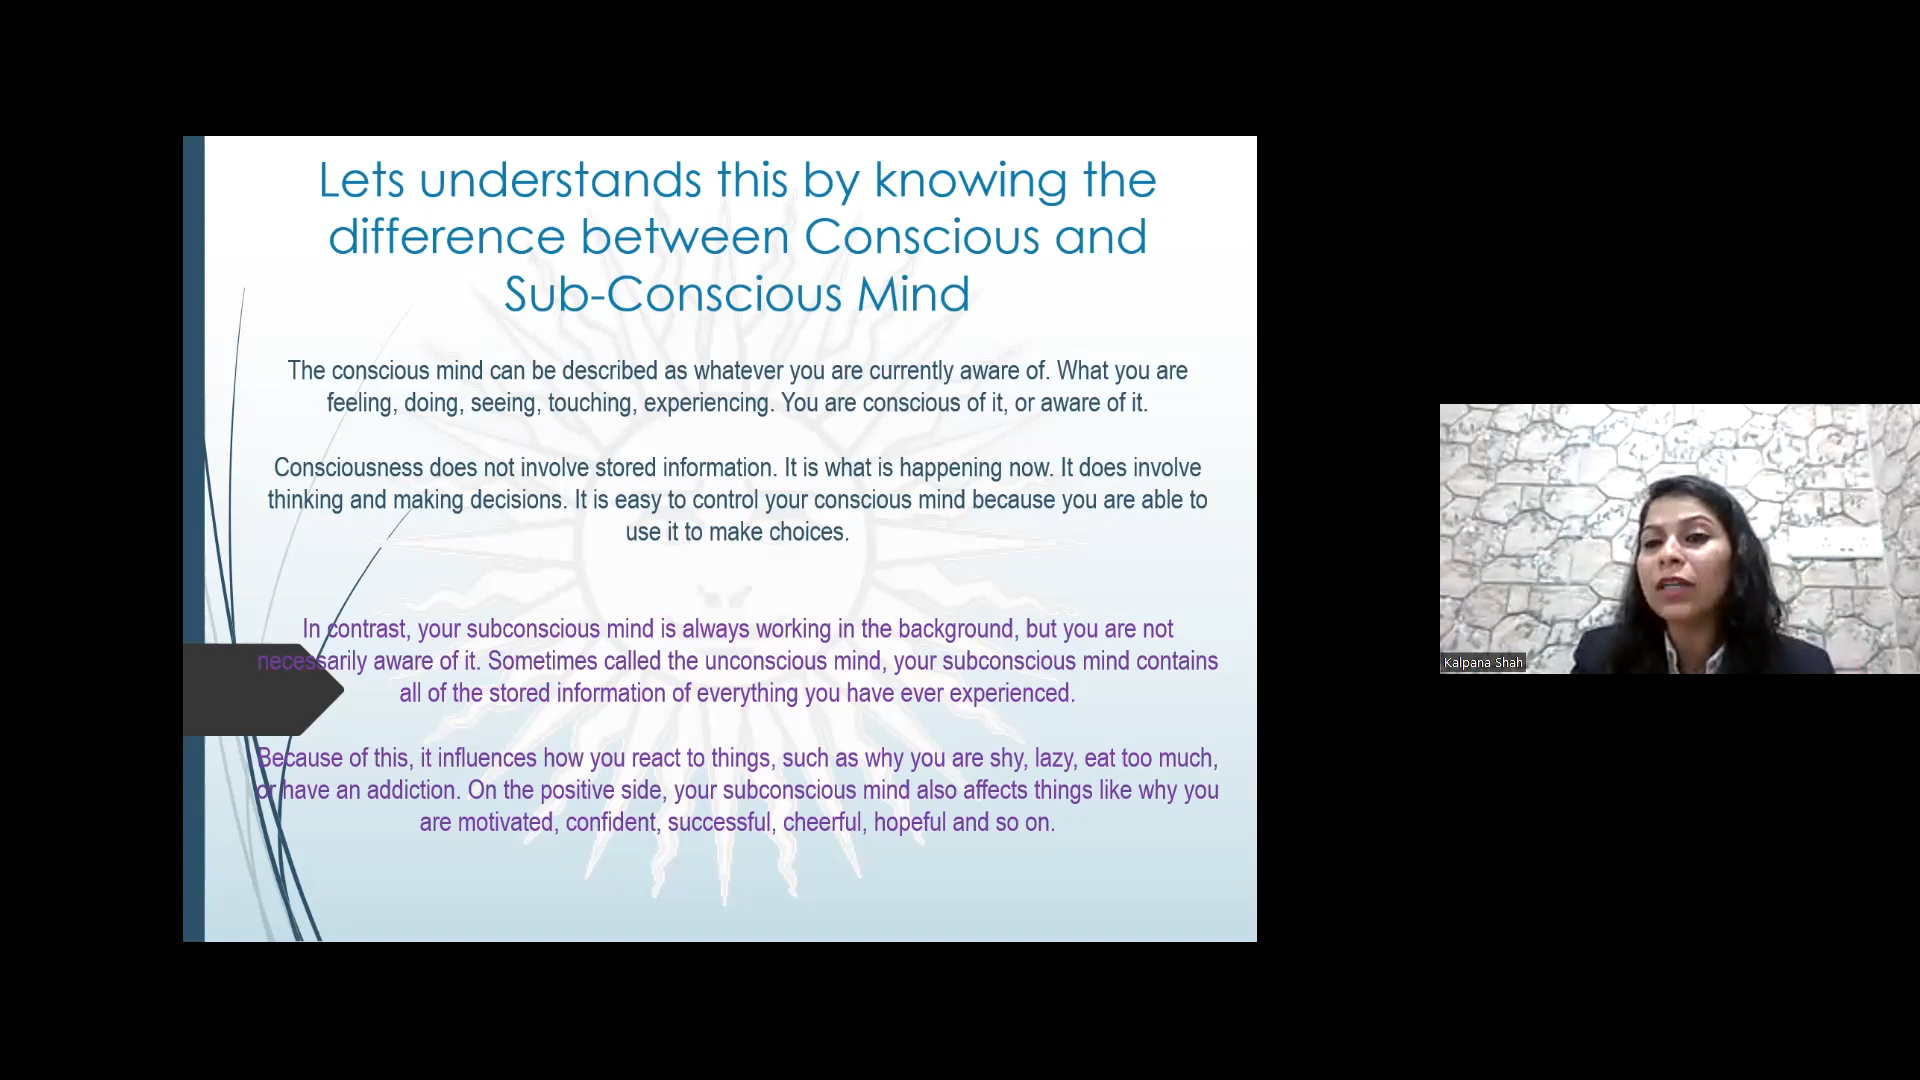 Lets understands this by knowing the
difference between Conscious and
Sub-Conscious Mind
The conscious mind can be described as whatever you are currently aware of. What you are
feeling, doing, seeing, touching, experiencing. You are conscious of it, or aware of it.
Consciousness does not involve stored information. It is what is happening now. It does involve
thinking and making decisions. It is easy to control your conscious mind because you are able to
use it to make choices.
In contrast, your subconscious mind is always working in the background, but you are not
necessarily aware of it. Sometimes called the unconscious mind, your subconscious mind contains
all of the stored information of everything you have ever experienced.
Because of this, it influences how you react to things, such as why you are shy, lazy, eat too much,
or have an addiction. On the positive side, your subconscious mind also affects things like why you
are motivated, confident, successful, cheerful, hopeful and so on.
Kalpana Shah